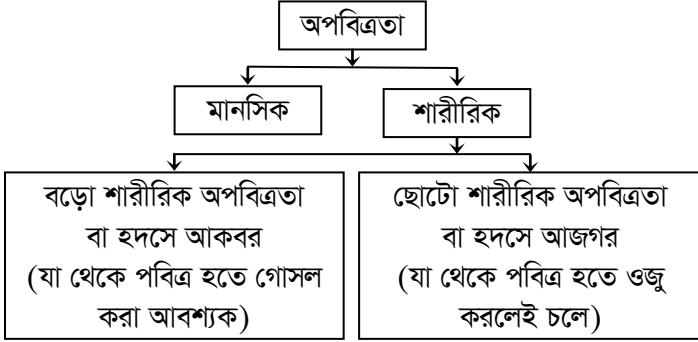 অপবিত্রতা
মানসিক
শারীরিক
বড়ো শারীরিক অপবিত্রতা
বা হদসে আকবর
(যা থেকে পবিত্র হতে গোসল
করা আবশ্যক)
ছোটো শারীরিক অপবিত্রতা
বা হদসে আজগর
(যা থেকে পবিত্র হতে ওজু
করলেই চলে)